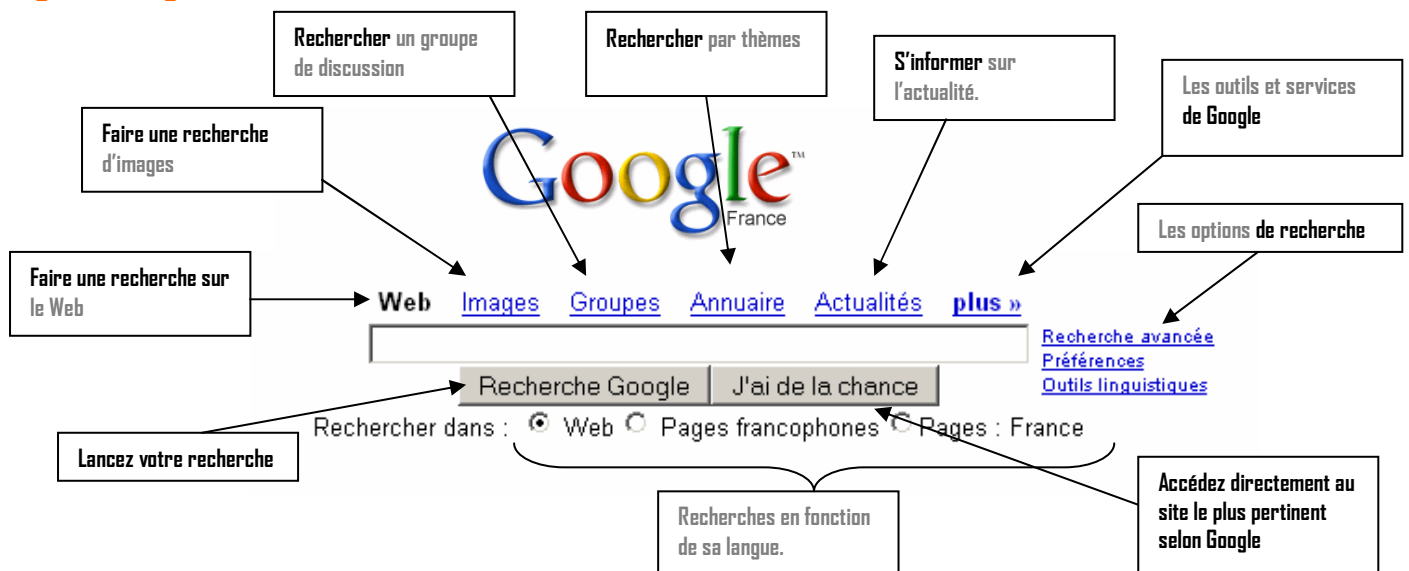 Rechercher un groupe
de discussion
Rechercher par thèmes
S'informer sur
l'actualité.
Les outils et services
de Google
Faire une recherche
d'images
Google™
France
Les options de recherche
Faire une recherche sur
le Web
Web Images Groupes Annuaire Actualités plus »
Recherche avancée
Préférences
Outils linguistiques
Recherche Google J'ai de la chance
Rechercher dans : Web Pages francophones Pages : France
Lancez votre recherche
Recherches en fonction
de sa langue.
Accédez directement au
site le plus pertinent
selon Google